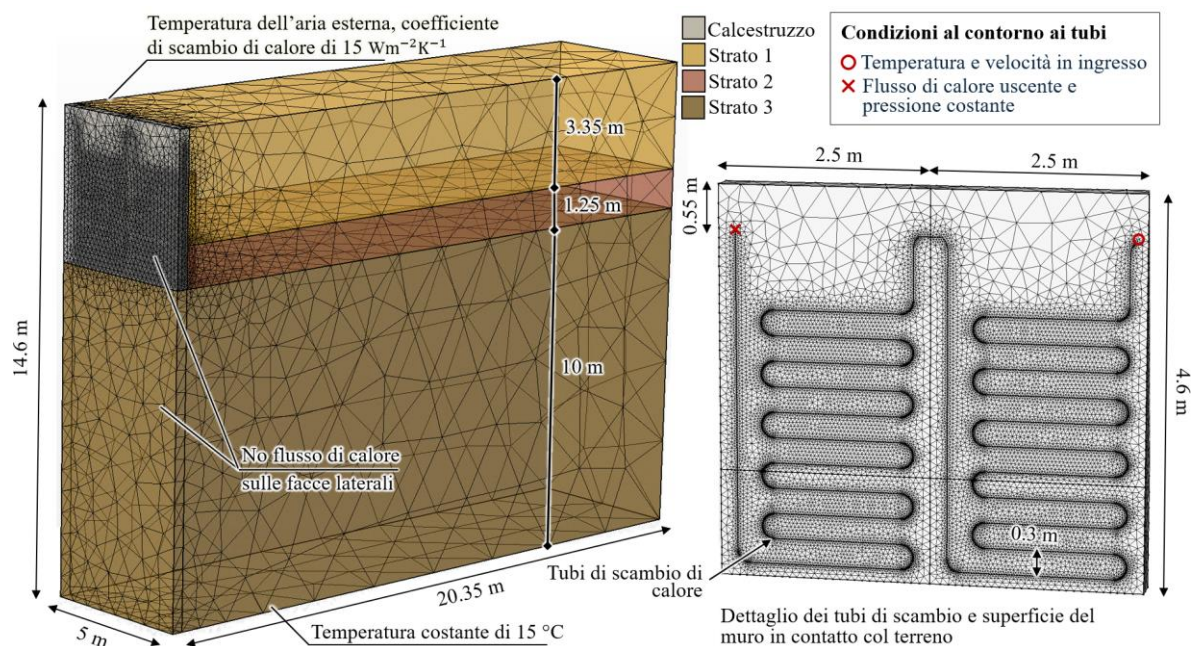 Temperatura dell'aria esterna, coefficiente
di scambio di calore di 15 Wm⁻²K⁻¹
Calcestruzzo
Strato 1
Strato 2
Strato 3
Condizioni al contorno ai tubi
Temperatura e velocità in ingresso
Flusso di calore uscente e
pressione costante
3.35 m
1.25 m
10 m
14.6 m
No flusso di calore
sulle facce laterali
20.35 m
5 m
Temperatura costante di 15 °C
2.5 m
2.5 m
0.55 m
4.6 m
0.3 m
Tubi di scambio di
calore
Dettaglio dei tubi di scambio e superficie del
muro in contatto col terreno